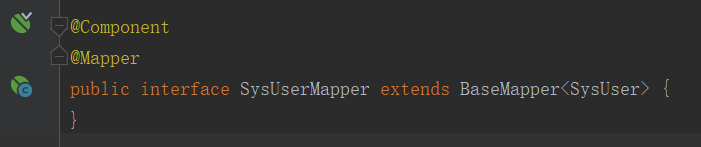 @Component
@Mapper
public interface SysUserMapper extends BaseMapper<SysUser> {
}